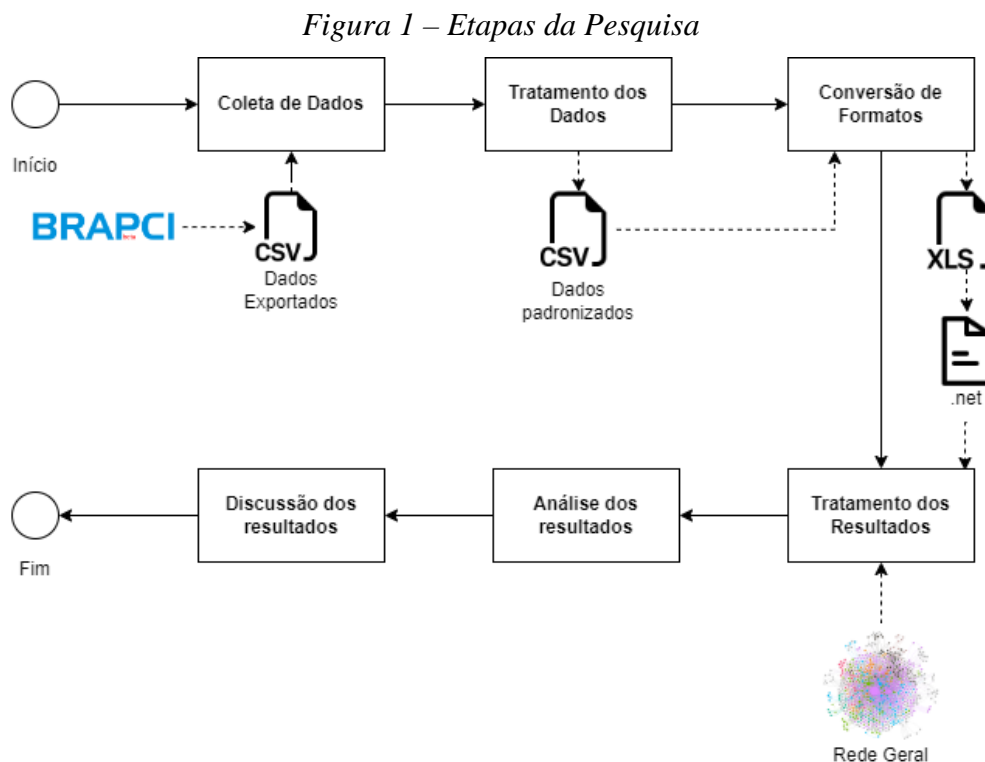 Figura 1 – Etapas da Pesquisa
Coleta de Dados
Tratamento dos
Dados
Conversão de
Formatos
Início
BRAPCI
CSV
Dados
Exportados
CSV
Dados
padronizados
XLS
.net
Discussão dos
resultados
Análise dos
resultados
Tratamento dos
Resultados
Fim
Rede Geral